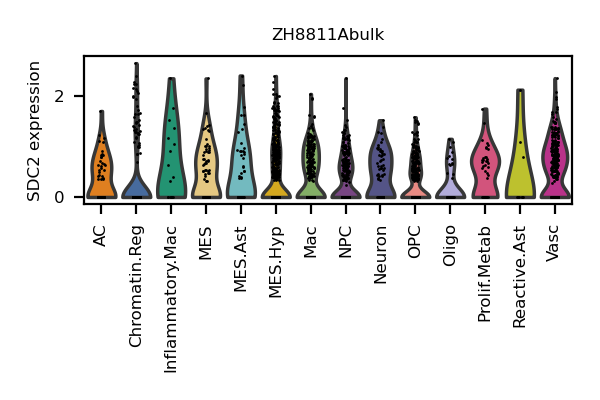 ZH8811Abulk
SDC2 expression
2
0
AC
Chromatin.Reg
Inflammatory.Mac
MES
MES.Ast
MES.Hyp
Mac
NPC
Neuron
OPC
Oligo
Prolif.Metab
Reactive.Ast
Vasc